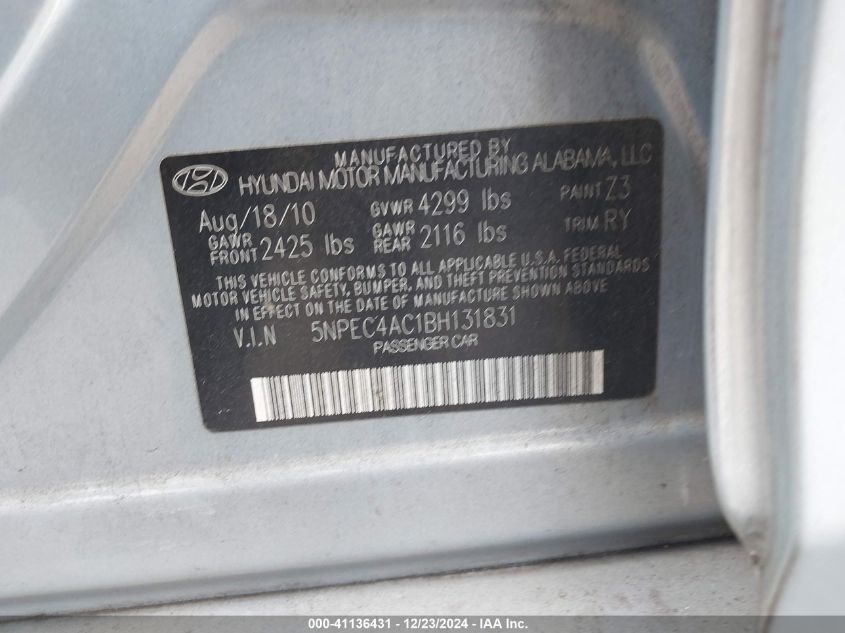 MANUFACTURED BY
HYUNDAI MOTOR MANUFACTURING ALABAMA, LLC
Aug/18/10 GVWR 4299 lbs PAINT Z3
GAWR FRONT 2425 lbs GAWR REAR 2116 lbs TRIM RY
THIS VEHICLE CONFORMS TO ALL APPLICABLE U.S.A. FEDERAL
MOTOR VEHICLE SAFETY, BUMPER, AND THEFT PREVENTION STANDARDS
IN EFFECT ON THE DATE OF MANUFACTURE SHOWN ABOVE
V.I.N 5NPEC4AC1BH131831
PASSENGER CAR
000-41136431 - 12/23/2024 - IAA Inc.